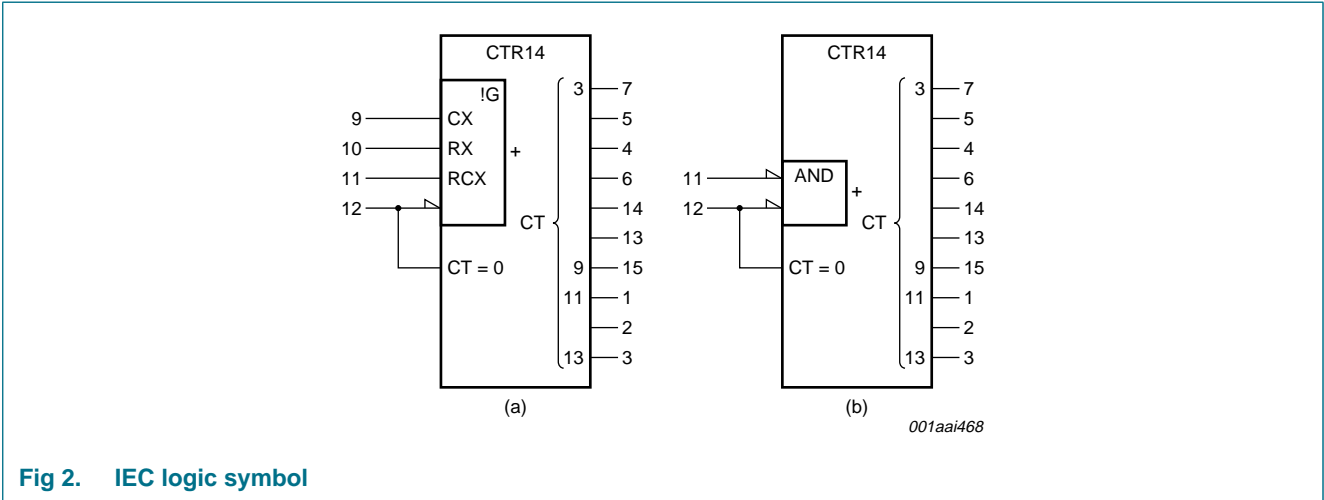 CTR14 CTR14
!G 3 7 3 7
9 CX 5 5
10 RX + 4 4
11 RCX 6 11 AND 6
12 14 12 + 14
CT CT
13 13
CT = 0 9 15 CT = 0 9 15
11 1 11 1
2 2
13 3 13 3
(a) (b)
001aai468
Fig 2. IEC logic symbol